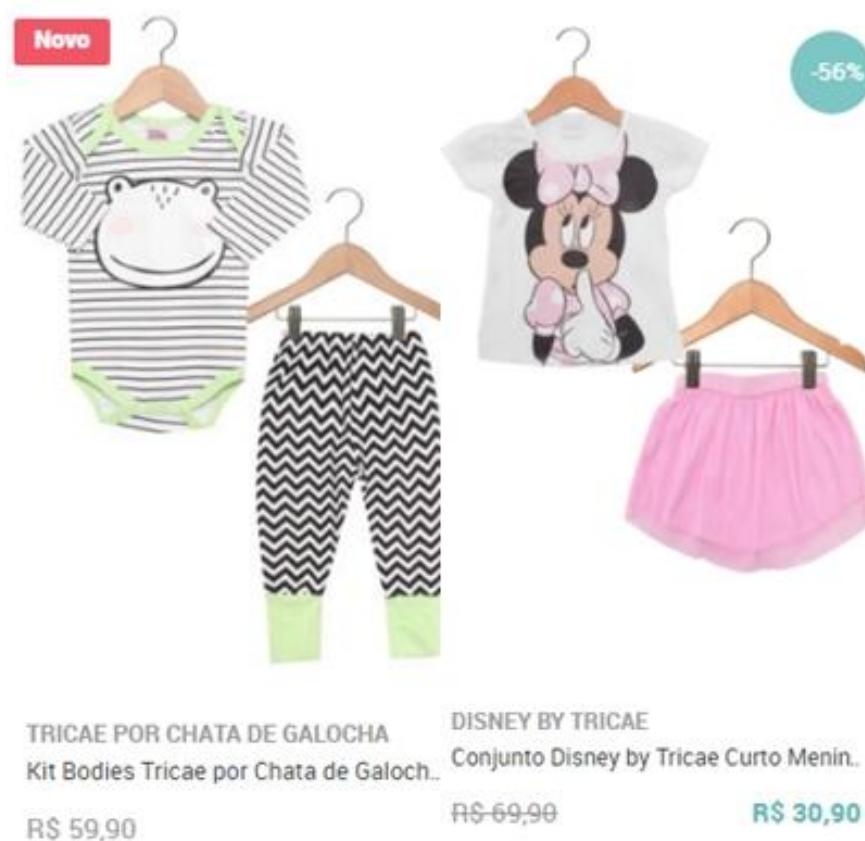 Novo
-56%
TRICAE POR CHATA DE GALOCHA
Kit Bodies Tricae por Chata de Galoch..
R$ 59,90
DISNEY BY TRICAE
Conjunto Disney by Tricae Curto Menin..
R$ 69,90 R$ 30,90